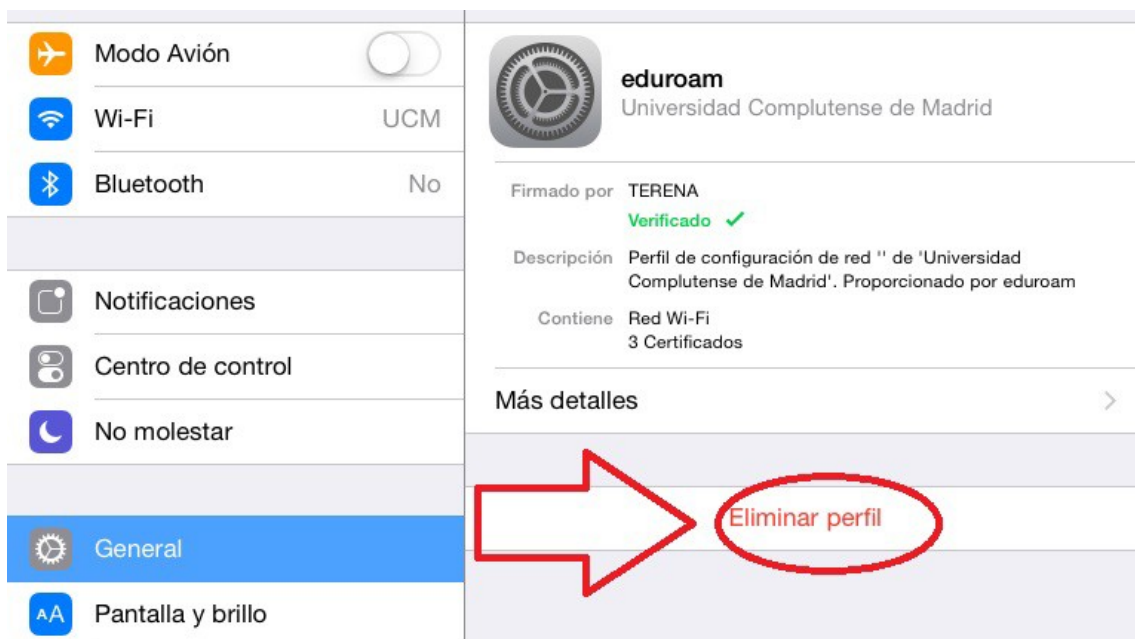 Modo Avión
Wi-Fi
UCM
Bluetooth
No
Notificaciones
Centro de control
No molestar
General
AA
Pantalla y brillo
eduroam
Universidad Complutense de Madrid
Firmado por
TERENA
Verificado ✓
Descripción
Perfil de configuración de red '' de 'Universidad
Complutense de Madrid'. Proporcionado por eduroam
Contiene
Red Wi-Fi
3 Certificados
Más detalles
Eliminar perfil